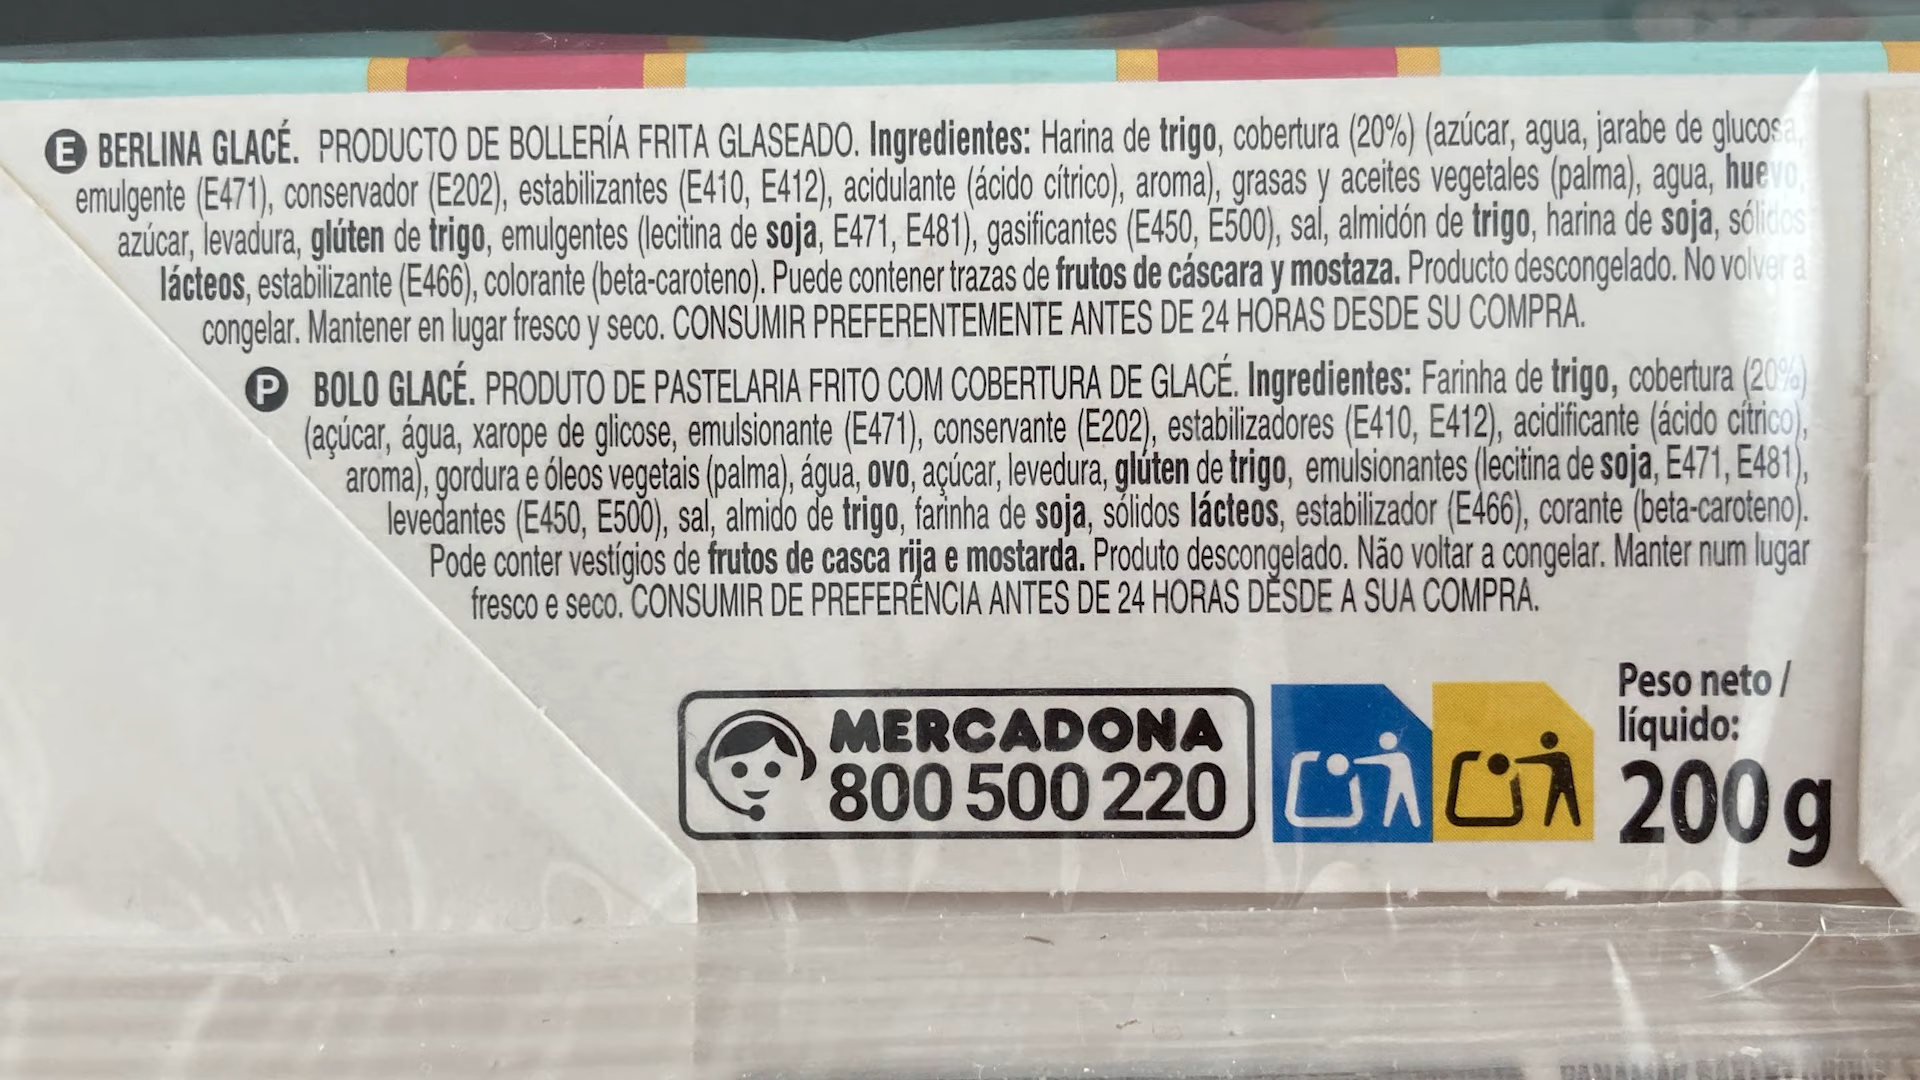 E BERLINA GLACÉ. PRODUCTO DE BOLLERÍA FRITA GLASEADO. Ingredientes: Harina de trigo, cobertura (20%) (azúcar, agua, jarabe de glucosa,
emulgente (E471), conservador (E202), estabilizantes (E410, E412), acidulante (ácido cítrico), aroma), grasas y aceites vegetales (palma), agua, huevo,
azúcar, levadura, glúten de trigo, emulgentes (lecitina de soja, E471, E481), gasificantes (E450, E500), sal, almidón de trigo, harina de soja, sólidos
lácteos, estabilizante (E466), colorante (beta-caroteno). Puede contener trazas de frutos de cáscara y mostaza. Producto descongelado. No volver a
congelar. Mantener en lugar fresco y seco. CONSUMIR PREFERENTEMENTE ANTES DE 24 HORAS DESDE SU COMPRA.
P BOLO GLACÉ. PRODUTO DE PASTELARIA FRITO COM COBERTURA DE GLACÉ. Ingredientes: Farinha de trigo, cobertura (20%)
(açúcar, água, xarope de glicose, emulsionante (E471), conservante (E202), estabilizadores (E410, E412), acidificante (ácido cítrico),
aroma), gordura e óleos vegetais (palma), água, ovo, açúcar, levedura, glúten de trigo, emulsionantes (lecitina de soja, E471, E481),
levedantes (E450, E500), sal, almido de trigo, farinha de soja, sólidos lácteos, estabilizador (E466), corante (beta-caroteno).
Pode conter vestígios de frutos de casca rija e mostarda. Produto descongelado. Não voltar a congelar. Manter num lugar
fresco e seco. CONSUMIR DE PREFERÊNCIA ANTES DE 24 HORAS DESDE A SUA COMPRA.
MERCADONA
800 500 220
Peso neto /
líquido:
200 g